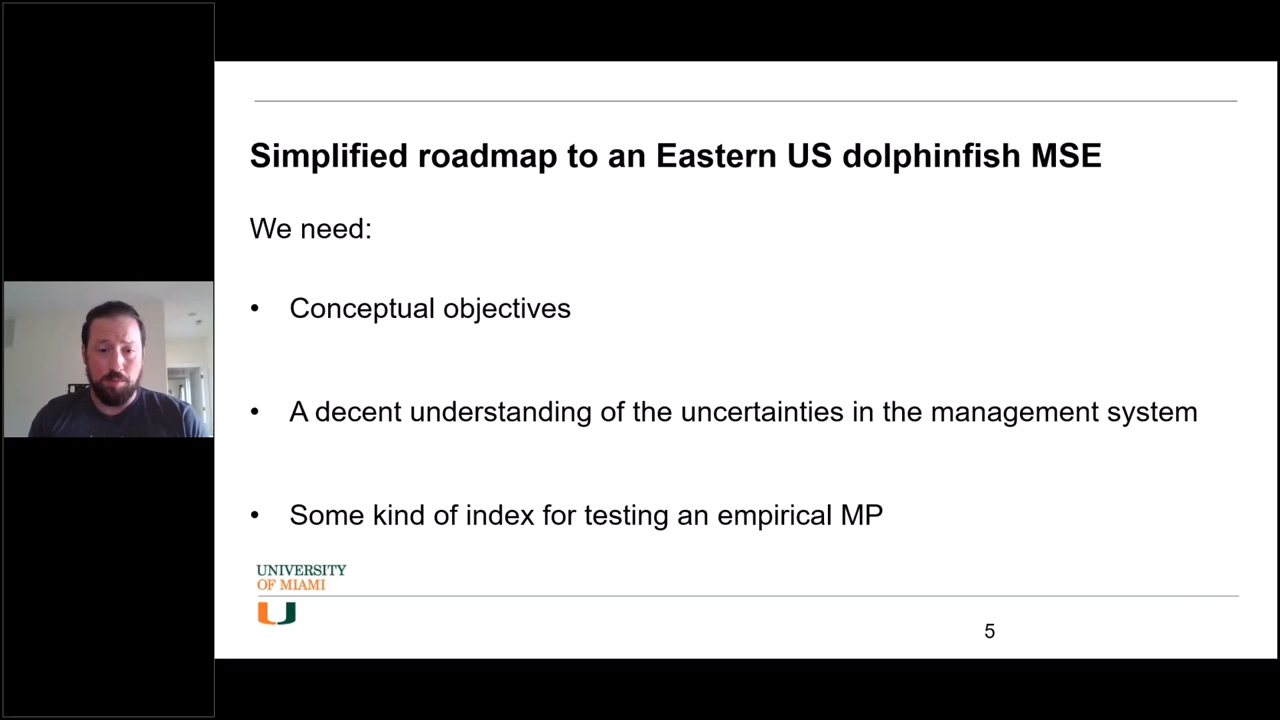 Simplified roadmap to an Eastern US dolphinfish MSE
We need:
• Conceptual objectives
• A decent understanding of the uncertainties in the management system
• Some kind of index for testing an empirical MP
UNIVERSITY
OF MIAMI
5